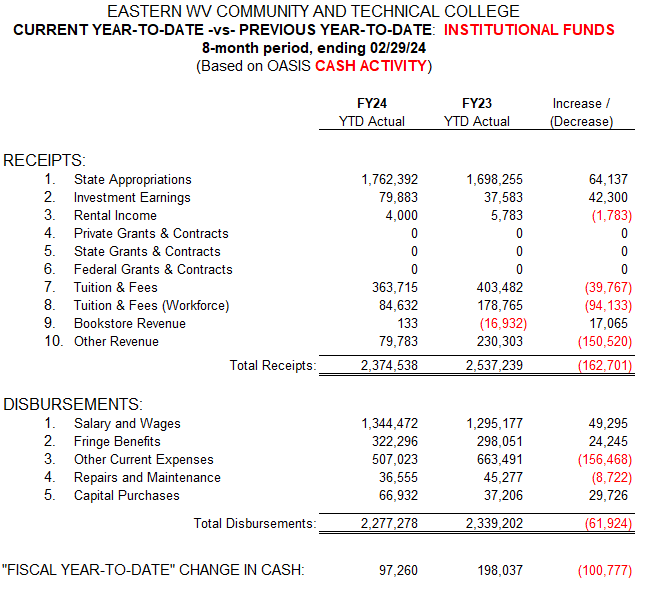 EASTERN WV COMMUNITY AND TECHNICAL COLLEGE
CURRENT YEAR-TO-DATE -vs- PREVIOUS YEAR-TO-DATE: INSTITUTIONAL FUNDS
8-month period, ending 02/29/24
(Based on OASIS CASH ACTIVITY)
FY24 FY23 Increase /
YTD Actual YTD Actual (Decrease)
RECEIPTS:
1. State Appropriations 1,762,392 1,698,255 64,137
2. Investment Earnings 79,883 37,583 42,300
3. Rental Income 4,000 5,783 (1,783)
4. Private Grants & Contracts 0 0 0
5. State Grants & Contracts 0 0 0
6. Federal Grants & Contracts 0 0 0
7. Tuition & Fees 363,715 403,482 (39,767)
8. Tuition & Fees (Workforce) 84,632 178,765 (94,133)
9. Bookstore Revenue 133 (16,932) 17,065
10. Other Revenue 79,783 230,303 (150,520)
Total Receipts: 2,374,538 2,537,239 (162,701)
DISBURSEMENTS:
1. Salary and Wages 1,344,472 1,295,177 49,295
2. Fringe Benefits 322,296 298,051 24,245
3. Other Current Expenses 507,023 663,491 (156,468)
4. Repairs and Maintenance 36,555 45,277 (8,722)
5. Capital Purchases 66,932 37,206 29,726
Total Disbursements: 2,277,278 2,339,202 (61,924)
"FISCAL YEAR-TO-DATE" CHANGE IN CASH: 97,260 198,037 (100,777)